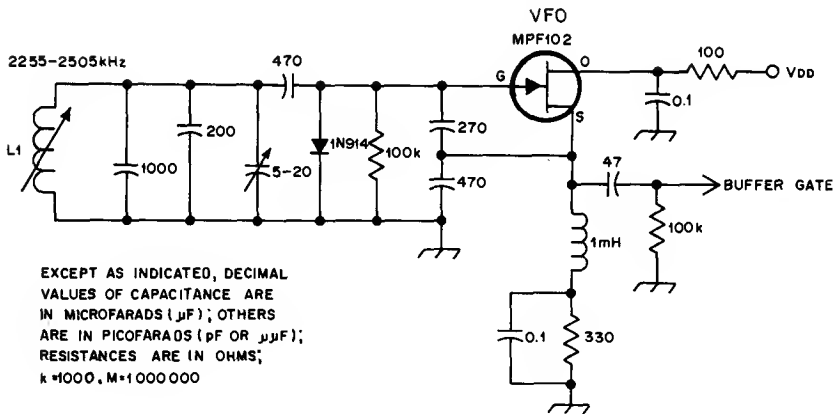 VFO
MPF102
2255-2505kHz
470
100
O
VDD
G
S
0.1
L1
1000
200
5-20
1N914
100k
270
470
47
BUFFER GATE
1mH
100k
0.1
330
EXCEPT AS INDICATED, DECIMAL
VALUES OF CAPACITANCE ARE
IN MICROFARADS (µF); OTHERS
ARE IN PICOFARADS (pF OR µµF);
RESISTANCES ARE IN OHMS;
k=1000, M=1000000